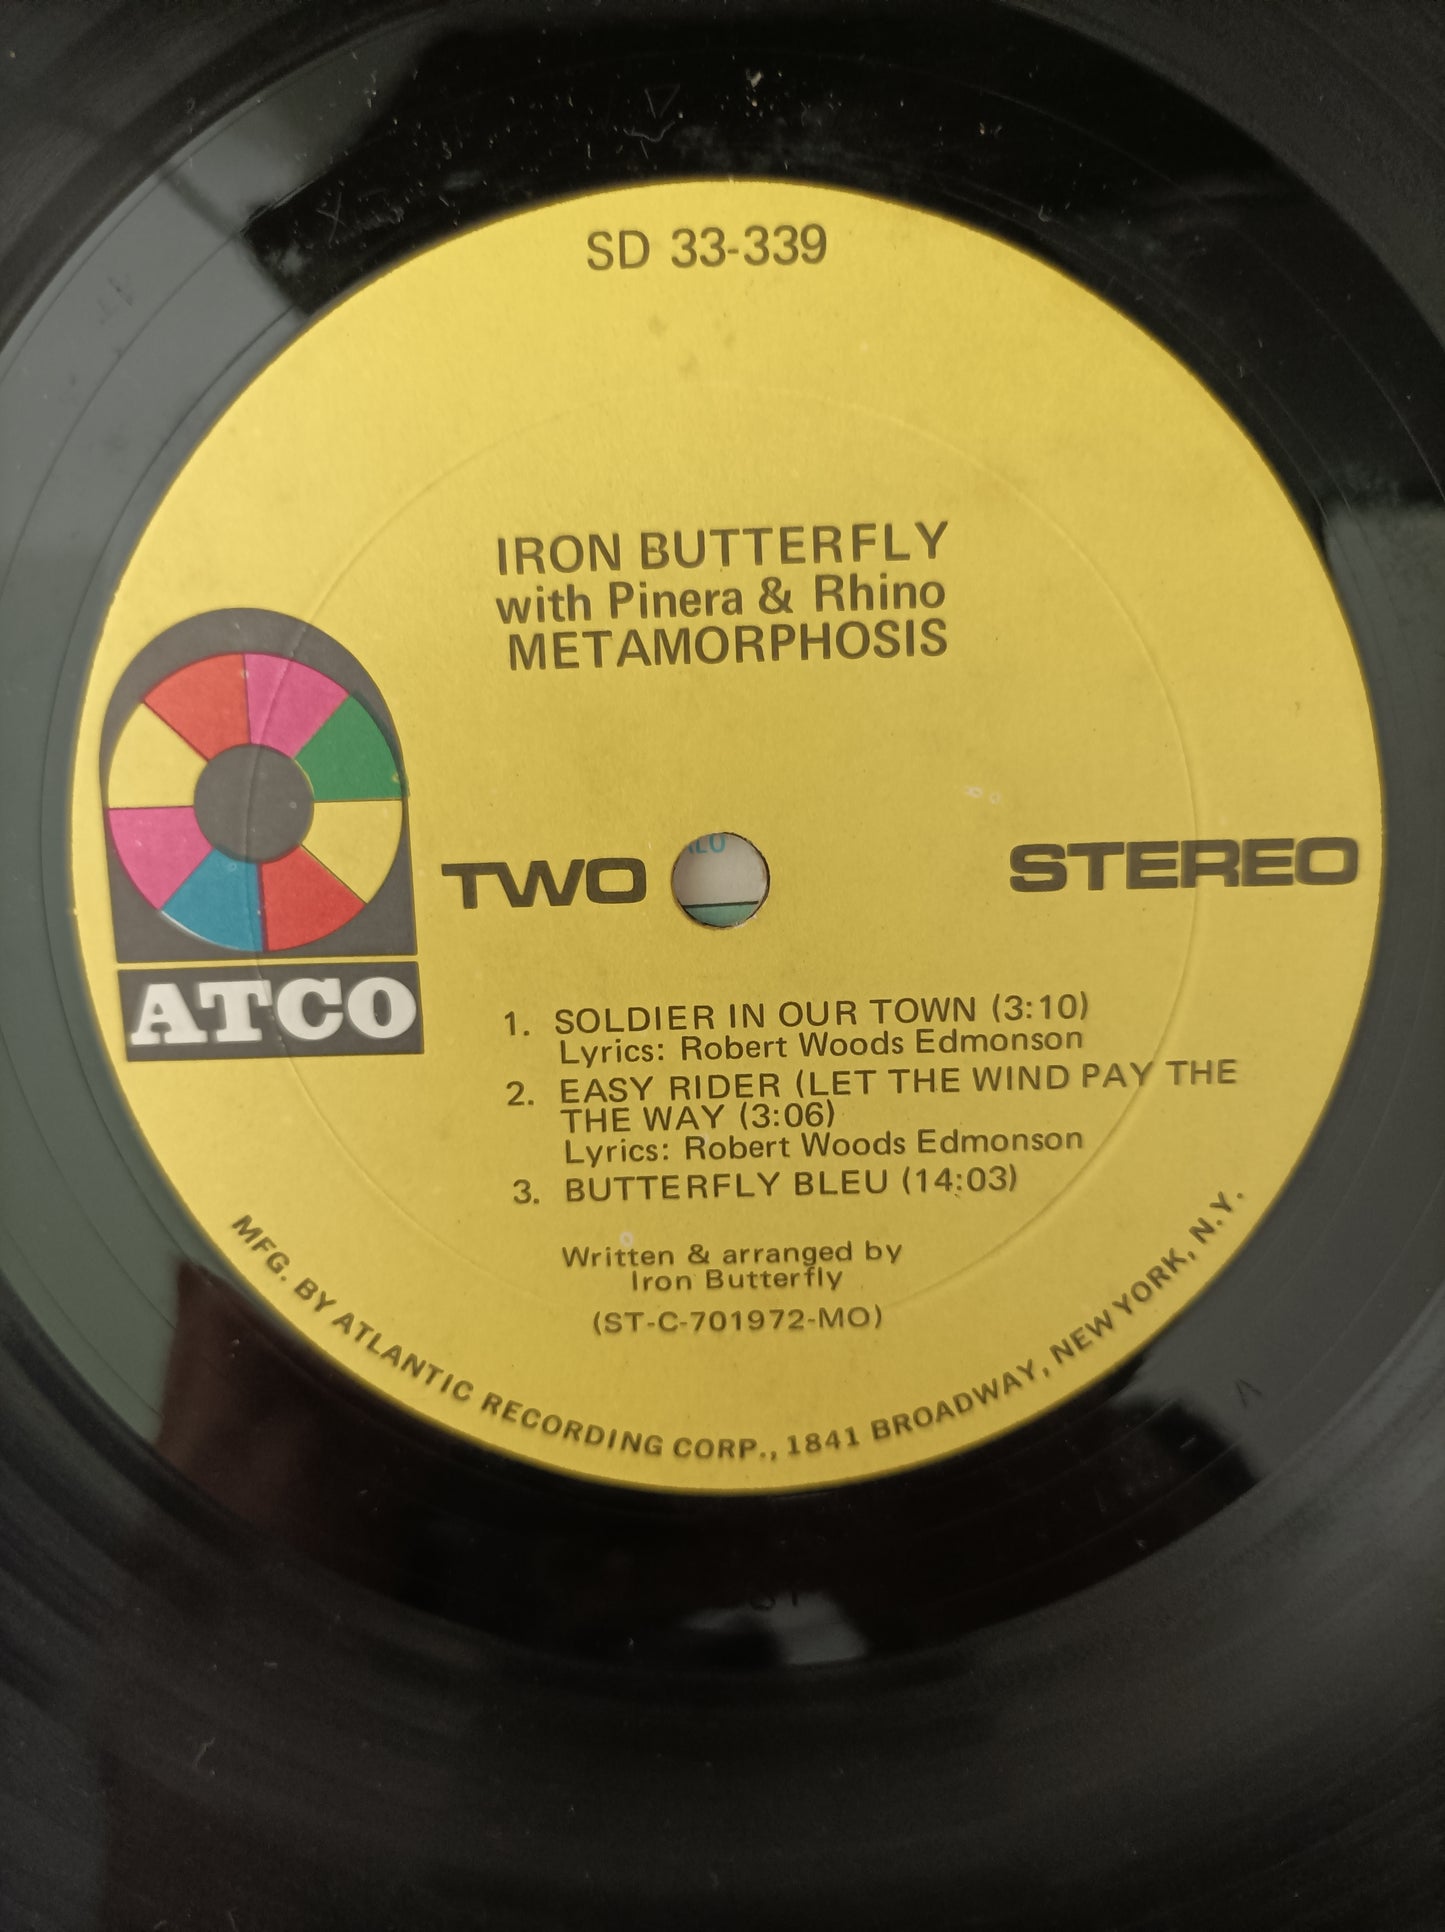 SD 33-339
IRON BUTTERFLY
with Pinera & Rhino
METAMORPHOSIS
TWO
STEREO
ATCO
1. SOLDIER IN OUR TOWN (3:10)
Lyrics: Robert Woods Edmonson
2. EASY RIDER (LET THE WIND PAY THE
THE WAY (3:06)
Lyrics: Robert Woods Edmonson
3. BUTTERFLY BLEU (14:03)
Written & arranged by
Iron Butterfly
(ST-C-701972-MO)
MFG. BY ATLANTIC RECORDING CORP., 1841 BROADWAY, NEW YORK, N.Y.